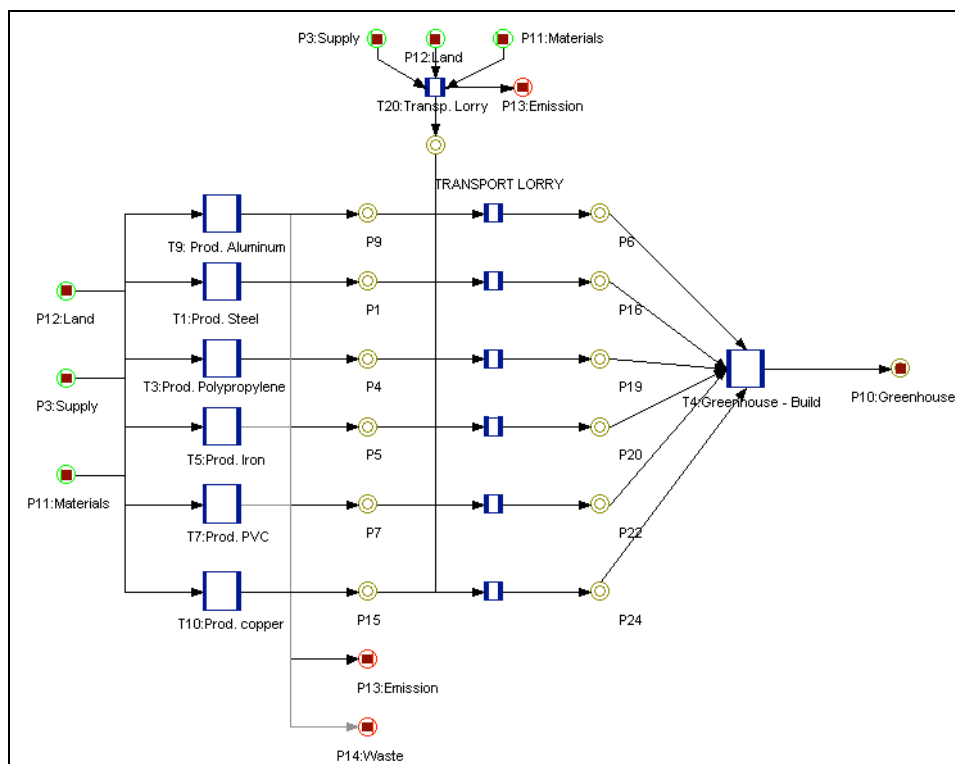 P3:Supply
P12:Land
P11:Materials
T20:Transp. Lorry
P13:Emission
TRANSPORT LORRY
T9: Prod. Aluminum
P9
P6
P12:Land
T1:Prod. Steel
P1
P16
T3:Prod. Polypropylene
P4
P19
T4:Greenhouse - Build
P10:Greenhouse
P3:Supply
T5:Prod. Iron
P5
P20
P11:Materials
T7:Prod. PVC
P7
P22
T10:Prod. copper
P15
P24
P13:Emission
P14:Waste